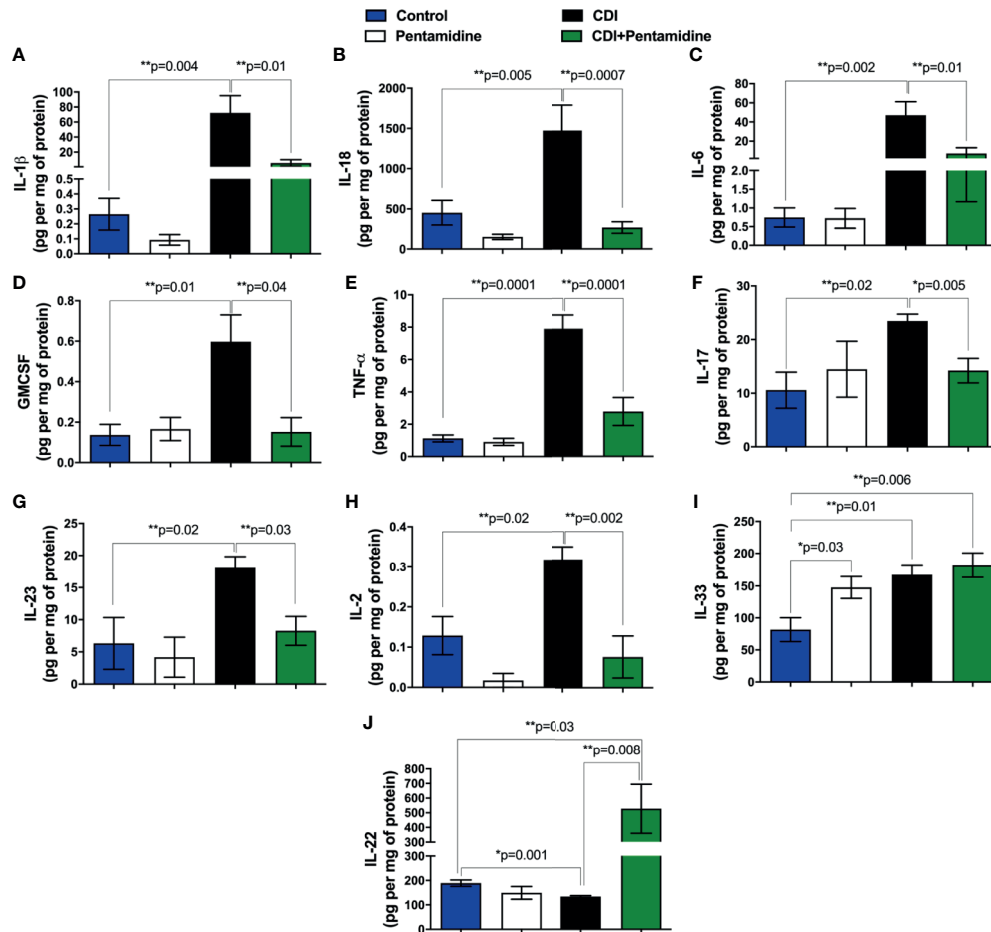 Control
CDI
Pentamidine
CDI+Pentamidine
A
**p=0.004
**p=0.01
IL-1β
(pg per mg of protein)
100
80
60
40
20
0.5
0.4
0.3
0.2
0.1
0.0
B
**p=0.005
**p=0.0007
IL-18
(pg per mg of protein)
2000
1500
1000
500
0
C
**p=0.002
**p=0.01
IL-6
(pg per mg of protein)
80
60
40
20
2.0
1.5
1.0
0.5
0.0
D
**p=0.01
**p=0.04
GMCSF
(pg per mg of protein)
0.8
0.6
0.4
0.2
0.0
E
**p=0.0001
**p=0.0001
TNF-α
(pg per mg of protein)
10
8
6
4
2
0
F
**p=0.02
**p=0.005
IL-17
(pg per mg of protein)
30
20
10
0
G
**p=0.02
**p=0.03
IL-23
(pg per mg of protein)
25
20
15
10
5
0
H
**p=0.02
**p=0.002
IL-2
(pg per mg of protein)
0.4
0.3
0.2
0.1
0.0
I
**p=0.006
**p=0.01
*p=0.03
IL-33
(pg per mg of protein)
250
200
150
100
50
0
J
**p=0.03
**p=0.008
*p=0.001
IL-22
(pg per mg of protein)
800
700
600
500
400
300
300
200
100
0